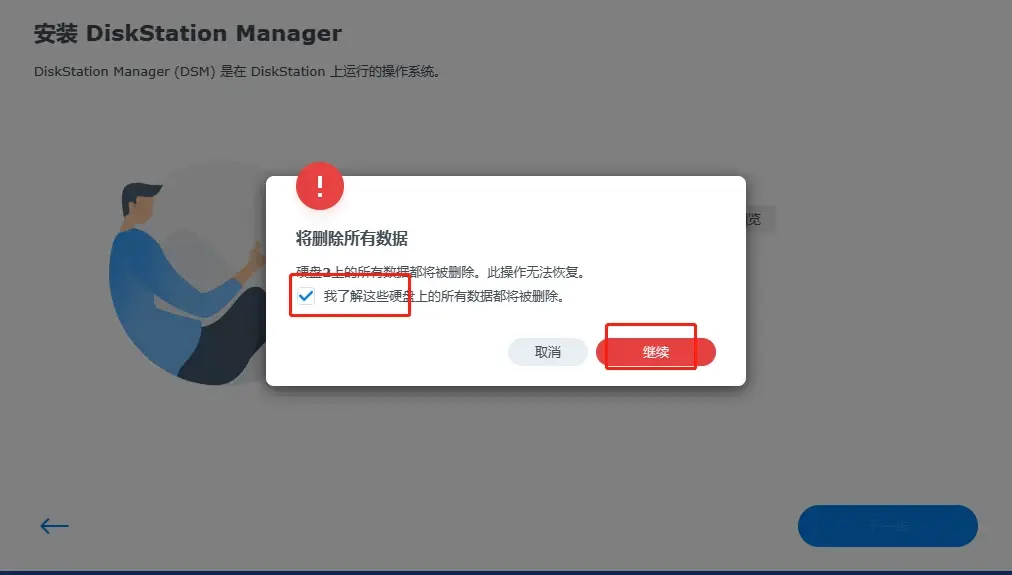 安装 DiskStation Manager
DiskStation Manager (DSM) 是在 DiskStation 上运行的操作系统。
览
!
将删除所有数据
硬盘2上的所有数据都将被删除。此操作无法恢复。
我了解这些硬盘上的所有数据都将被删除。
取消
继续
下一步